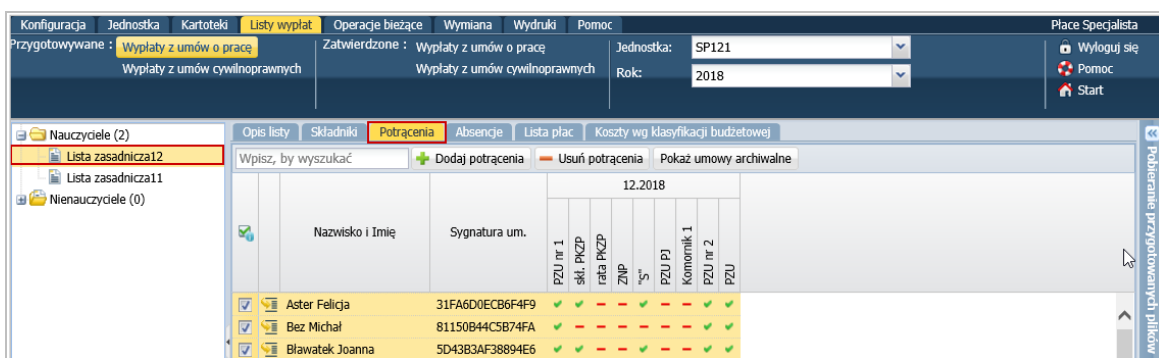 Konfiguracja Jednostka Kartoteki Listy wypłat Operacje bieżące Wymiana Wydruki Pomoc Płace Specjalista
Przygotowywane : Wypłaty z umów o pracę Zatwierdzone : Wypłaty z umów o pracę Jednostka: SP121 Wyloguj się
Wypłaty z umów cywilnoprawnych Wypłaty z umów cywilnoprawnych Rok: 2018 Pomoc
Start
Nauczyciele (2) Opis listy Składniki Potrącenia Absencje Lista płac Koszty wg klasyfikacji budżetowej
Lista zasadnicza12 Wpisz, by wyszukać Dodaj potrącenia Usuń potrącenia Pokaż umowy archiwalne
Lista zasadnicza11
Nienauczyciele (0)
12.2018
Nazwisko i Imię Sygnatura um. PZU nr 1 skł. PKZP rata PKZP ZNP "S" PZU PJ Komornik 1 PZU nr 2 PZU
Aster Felicja 31FA6D0ECB6F4F9
Bez Michał 81150B44C5B74FA
Bławatek Joanna 5D43B3AF38894E6
Pobieranie przygotowanych plików